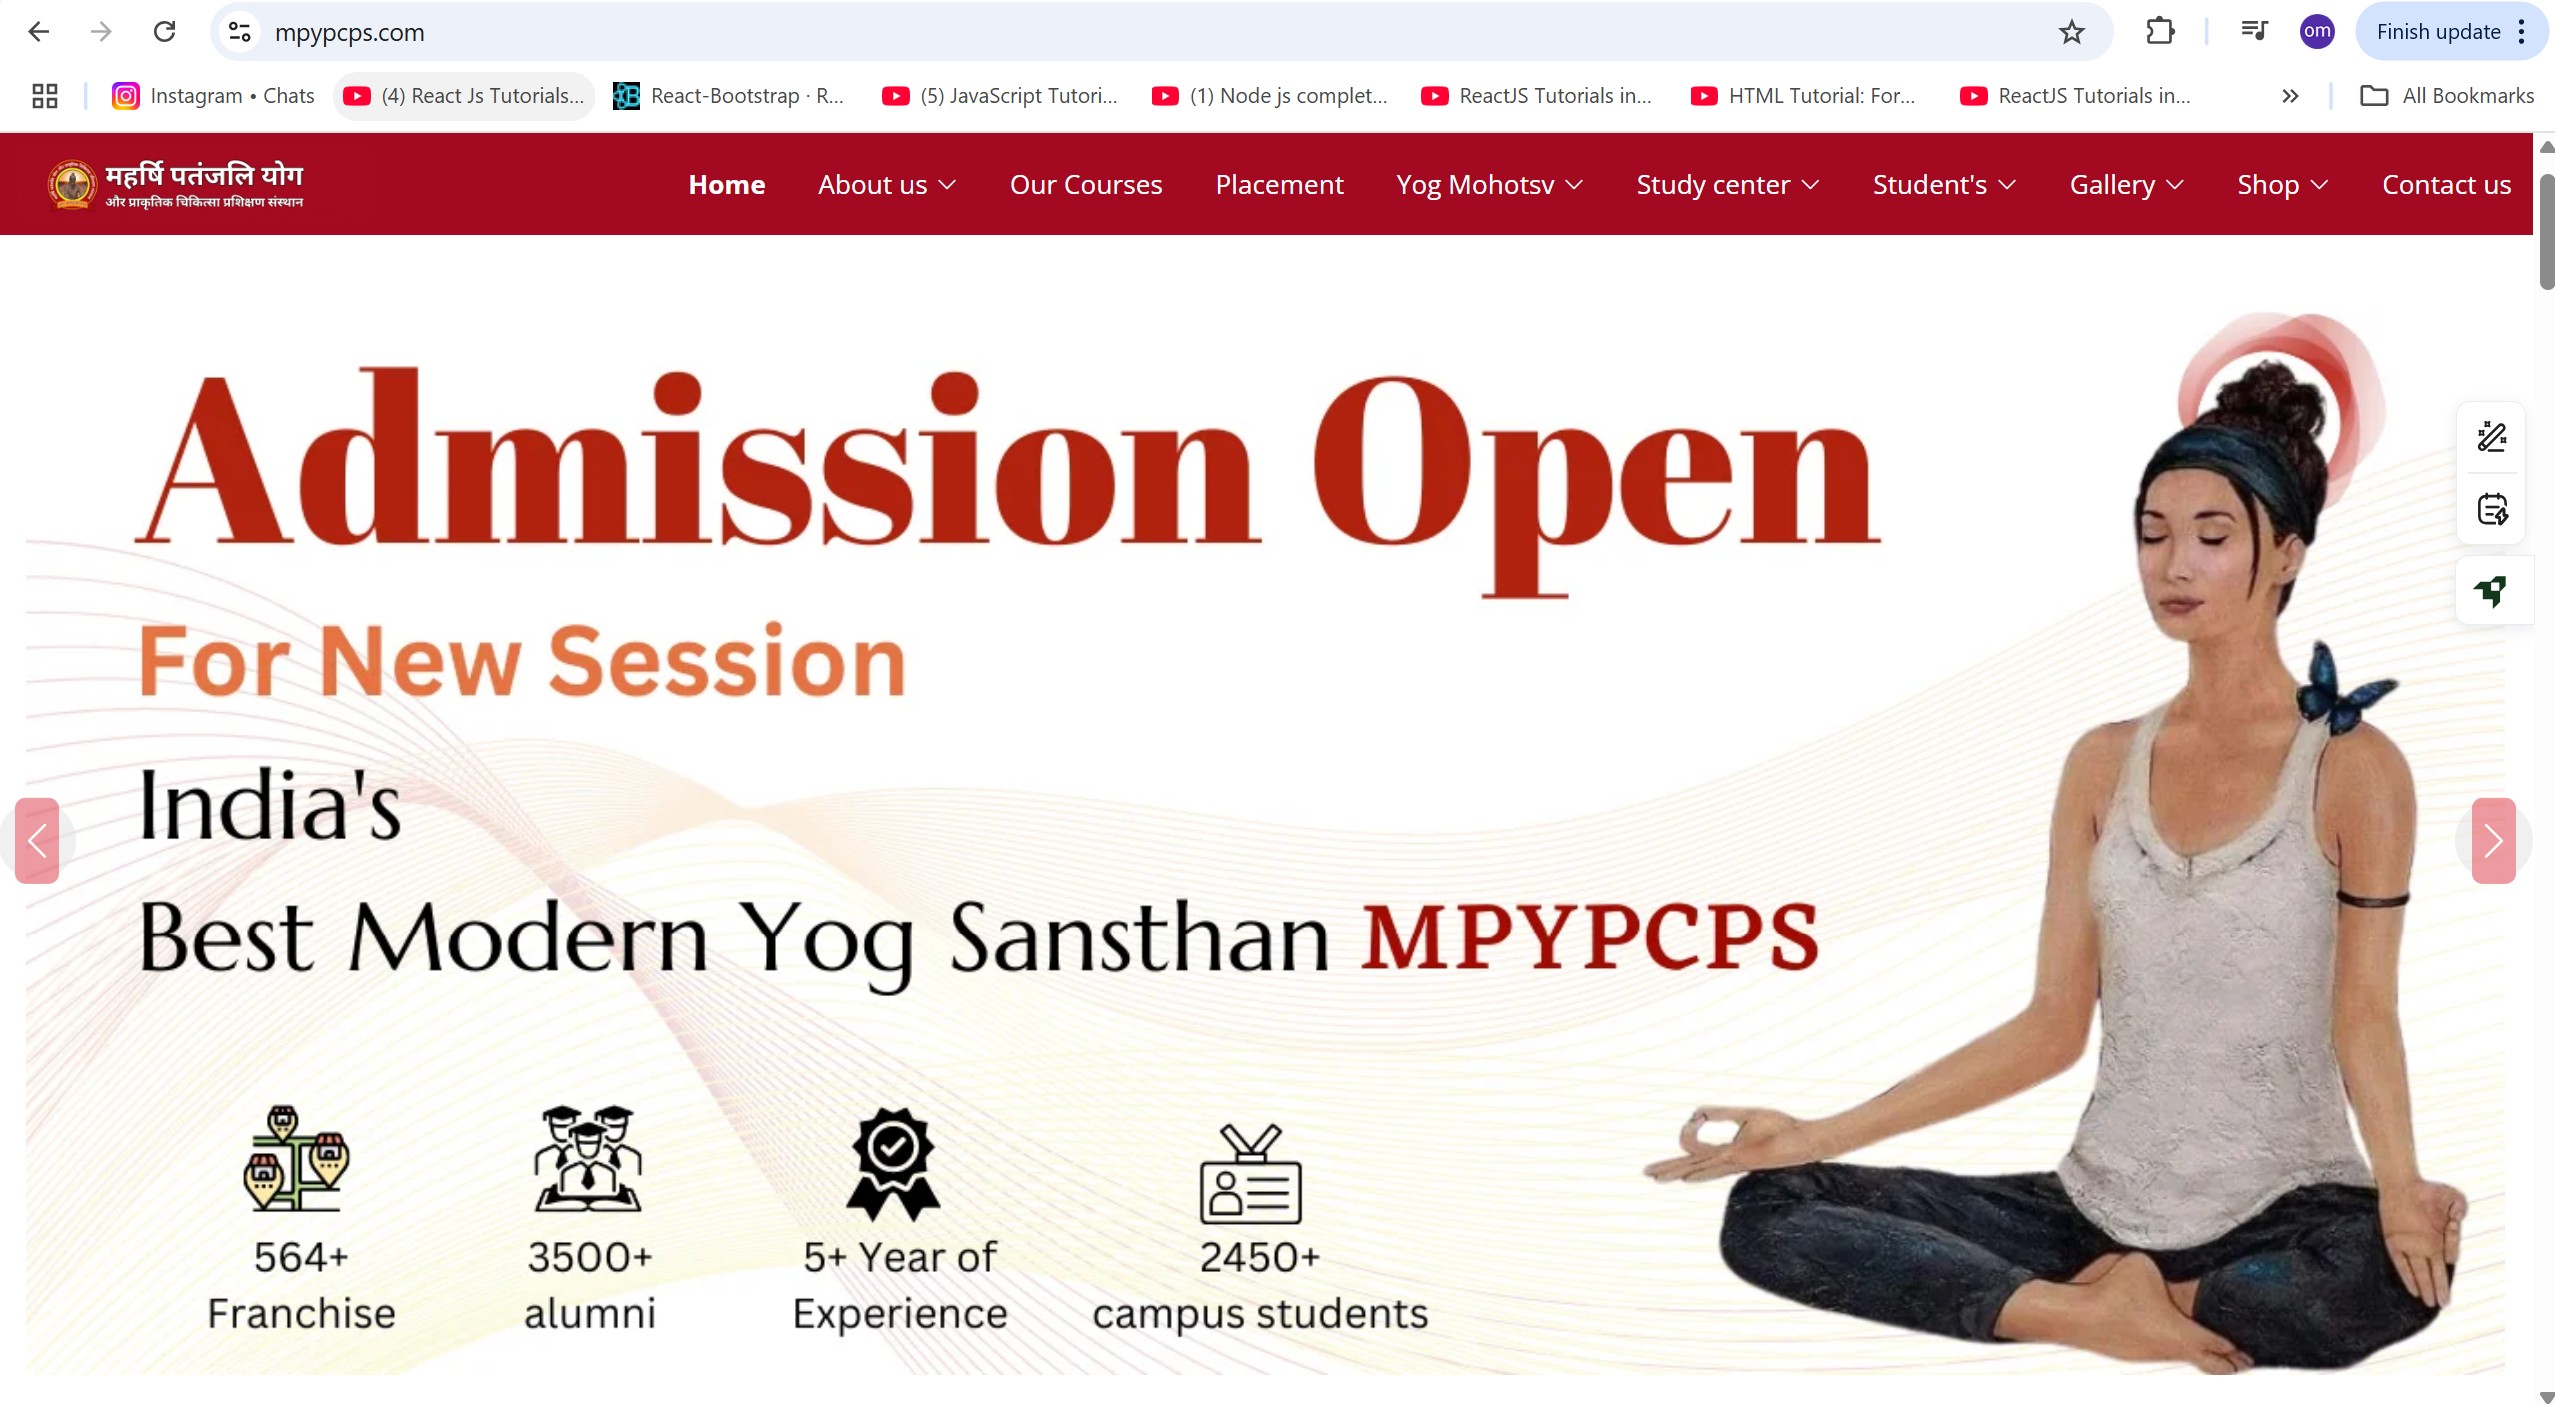 mpypcps.com
om
Finish update
Instagram • Chats
(4) React Js Tutorials...
React-Bootstrap · R...
(5) JavaScript Tutori...
(1) Node js complet...
ReactJS Tutorials in...
HTML Tutorial: For...
ReactJS Tutorials in...
All Bookmarks
महर्षि पतंजलि योग
और प्राकृतिक चिकित्सा प्रशिक्षण संस्थान
Home
About us
Our Courses
Placement
Yog Mohotsv
Study center
Student's
Gallery
Shop
Contact us
Admission Open
For New Session
India's
Best Modern Yog Sansthan MPYPCPS
564+
Franchise
3500+
alumni
5+ Year of
Experience
2450+
campus students